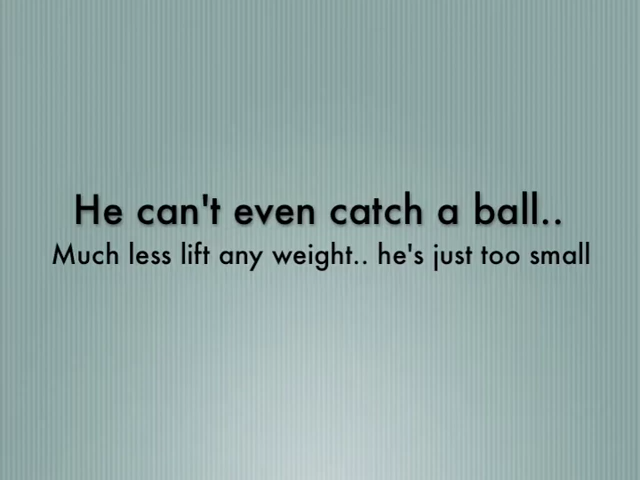 He can't even catch a ball..
Much less lift any weight.. he's just too small